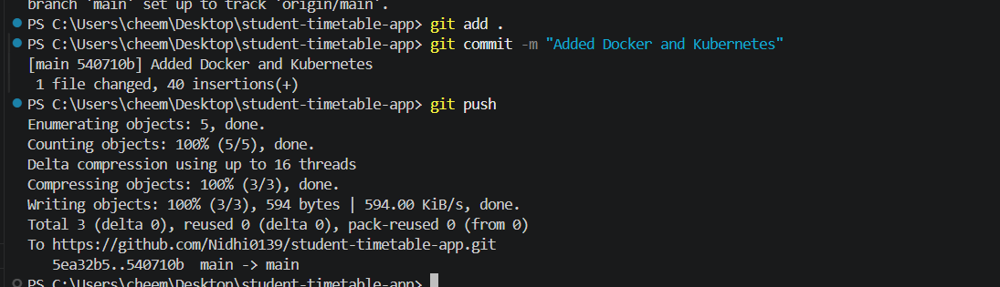 branch 'main' set up to track 'origin/main'.
PS C:\Users\cheem\Desktop\student-timetable-app> git add .
PS C:\Users\cheem\Desktop\student-timetable-app> git commit -m "Added Docker and Kubernetes"
[main 540710b] Added Docker and Kubernetes
 1 file changed, 40 insertions(+)
PS C:\Users\cheem\Desktop\student-timetable-app> git push
Enumerating objects: 5, done.
Counting objects: 100% (5/5), done.
Delta compression using up to 16 threads
Compressing objects: 100% (3/3), done.
Writing objects: 100% (3/3), 594 bytes | 594.00 KiB/s, done.
Total 3 (delta 0), reused 0 (delta 0), pack-reused 0 (from 0)
To https://github.com/Nidhi0139/student-timetable-app.git
   5ea32b5..540710b  main -> main
PS C:\Users\cheem\Desktop\student-timetable-app>